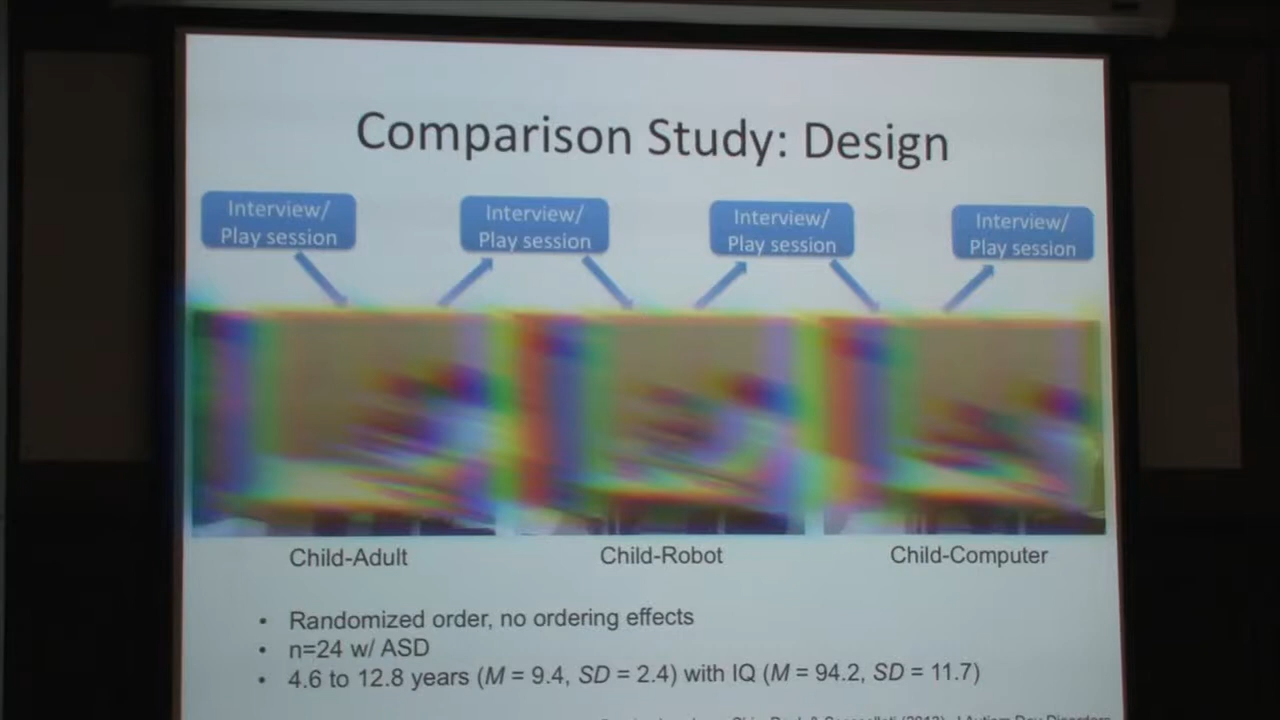 Comparison Study: Design
Interview/
Play session
Interview/
Play session
Interview/
Play session
Interview/
Play session
Child-Adult
Child-Robot
Child-Computer
• Randomized order, no ordering effects
• n=24 w/ ASD
• 4.6 to 12.8 years (M = 9.4, SD = 2.4) with IQ (M = 94.2, SD = 11.7)